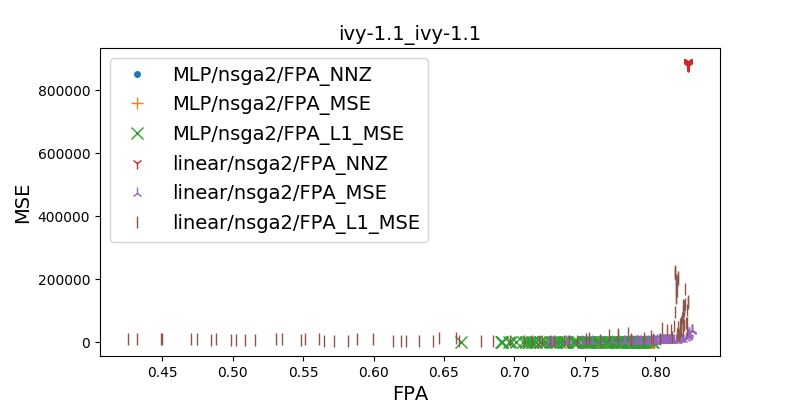 ivy-1.1_ivy-1.1
MLP/nsga2/FPA_NNZ
MLP/nsga2/FPA_MSE
MLP/nsga2/FPA_L1_MSE
linear/nsga2/FPA_NNZ
linear/nsga2/FPA_MSE
linear/nsga2/FPA_L1_MSE
MSE
800000
600000
400000
200000
0
0.45 0.50 0.55 0.60 0.65 0.70 0.75 0.80
FPA